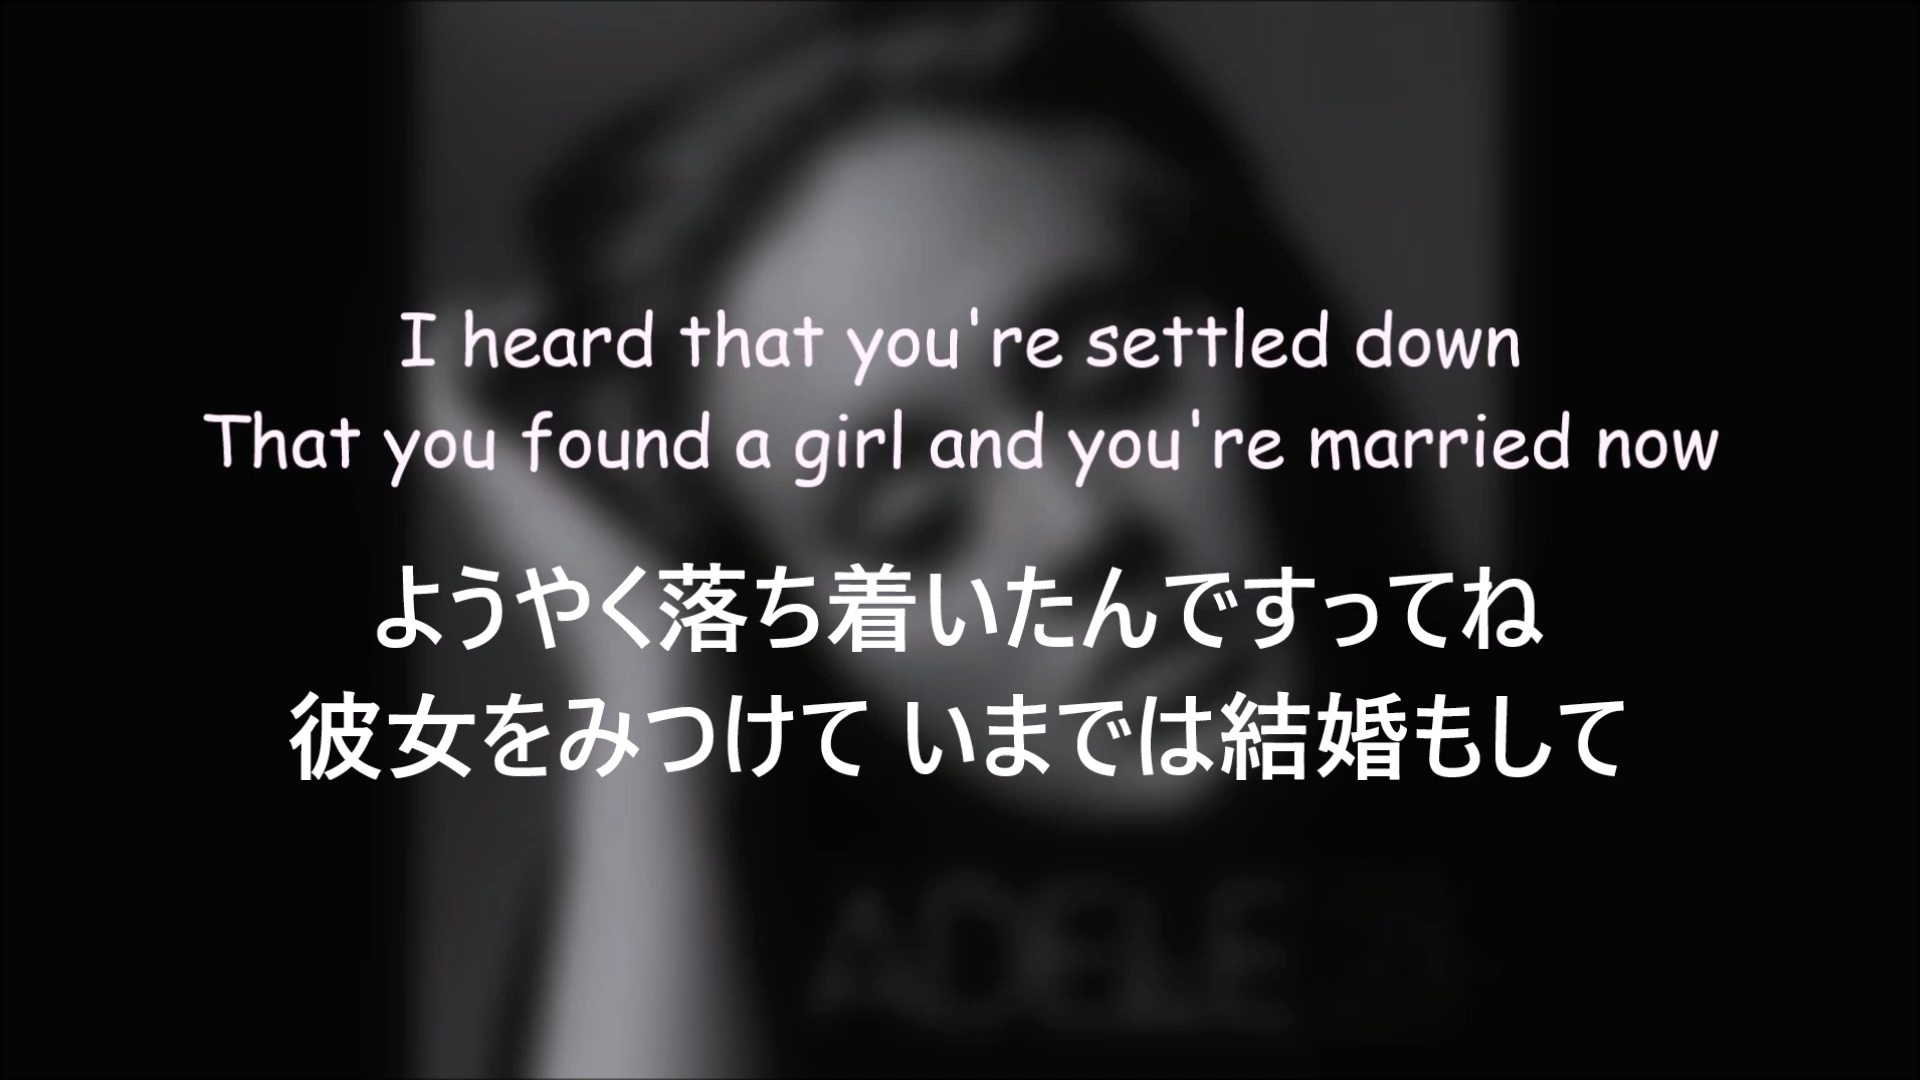 I heard that you're settled down
That you found a girl and you're married now
ようやく落ち着いたんですってね
彼女をみつけて いまでは結婚もして
ADELE